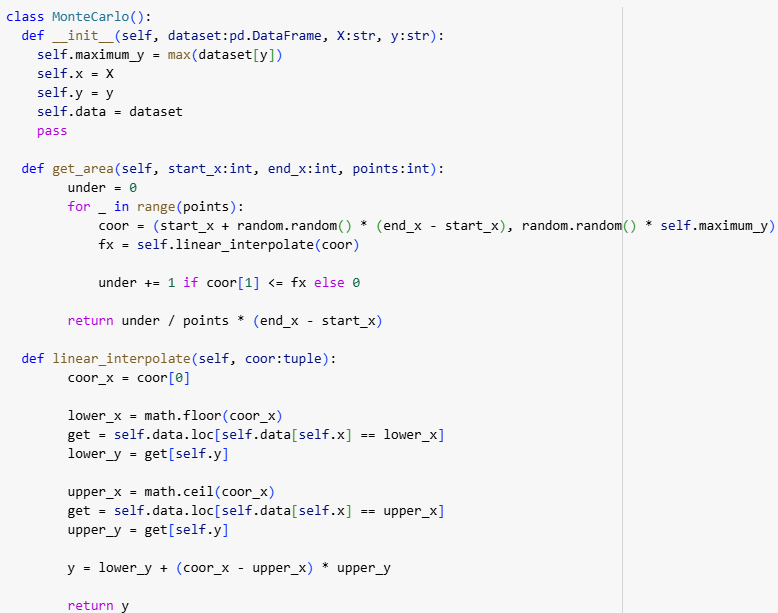 class MonteCarlo():
  def __init__(self, dataset:pd.DataFrame, X:str, y:str):
    self.maximum_y = max(dataset[y])
    self.x = X
    self.y = y
    self.data = dataset
    pass

  def get_area(self, start_x:int, end_x:int, points:int):
        under = 0
        for _ in range(points):
            coor = (start_x + random.random() * (end_x - start_x), random.random() * self.maximum_y)
            fx = self.linear_interpolate(coor)

            under += 1 if coor[1] <= fx else 0

        return under / points * (end_x - start_x)

  def linear_interpolate(self, coor:tuple):
        coor_x = coor[0]

        lower_x = math.floor(coor_x)
        get = self.data.loc[self.data[self.x] == lower_x]
        lower_y = get[self.y]

        upper_x = math.ceil(coor_x)
        get = self.data.loc[self.data[self.x] == upper_x]
        upper_y = get[self.y]

        y = lower_y + (coor_x - upper_x) * upper_y

        return y